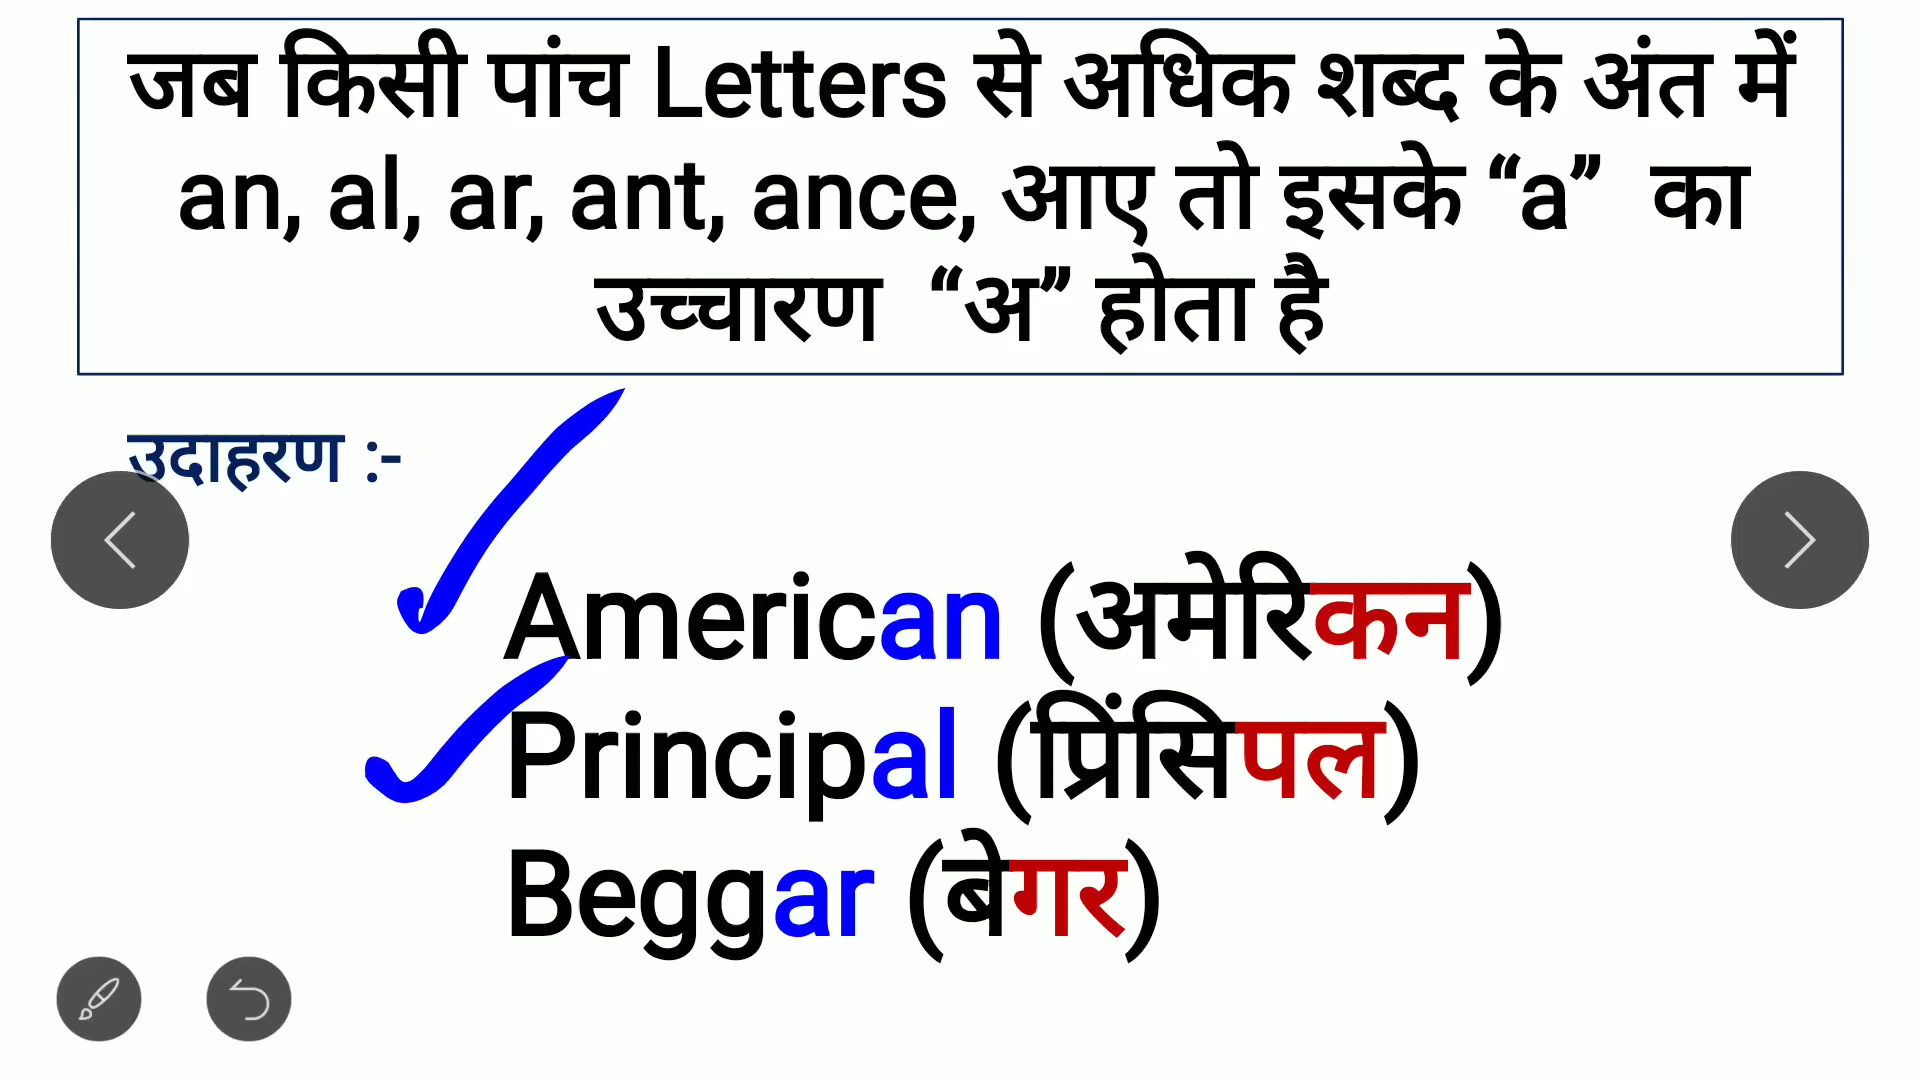 जब किसी पांच Letters से अधिक शब्द के अंत में
an, al, ar, ant, ance, आए तो इसके “a” का
उच्चारण “अ” होता है
उदाहरण :-
American (अमेरिकन)
Principal (प्रिंसिपल)
Beggar (बेगर)